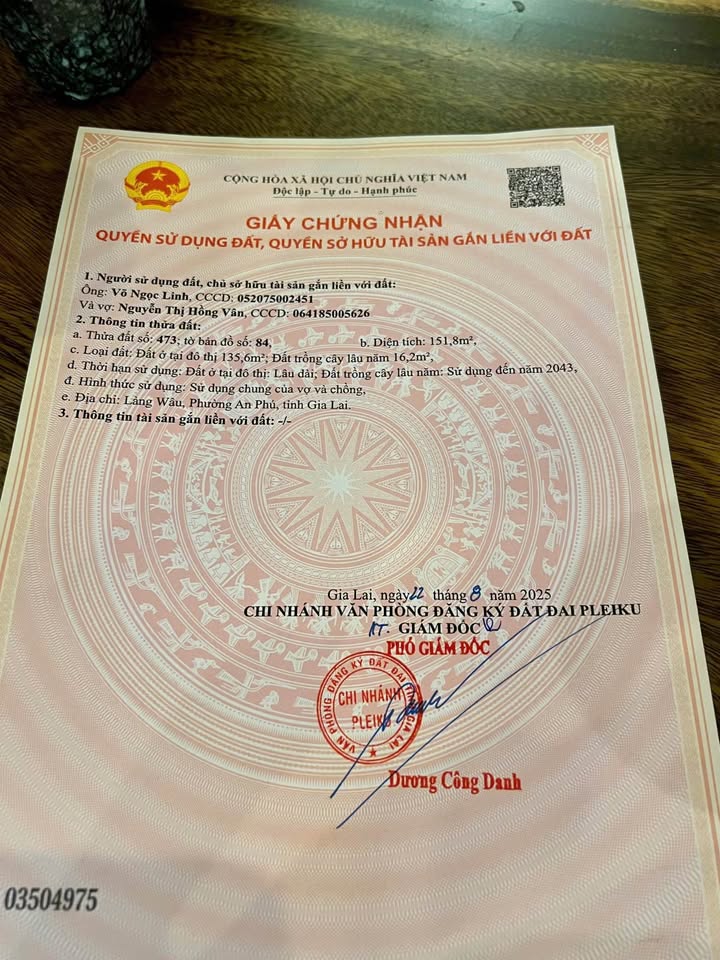 CỘNG HÒA XÃ HỘI CHỦ NGHĨA VIỆT NAM
Độc lập - Tự do - Hạnh phúc
GIẤY CHỨNG NHẬN
QUYỀN SỬ DỤNG ĐẤT, QUYỀN SỞ HỮU TÀI SẢN GẮN LIỀN VỚI ĐẤT
1. Người sử dụng đất, chủ sở hữu tài sản gắn liền với đất:
Ông: Võ Ngọc Linh, CCCD: 052075002451
Và vợ: Nguyễn Thị Hồng Vân, CCCD: 064185005626
2. Thông tin thửa đất:
a. Thửa đất số: 473; tờ bản đồ số: 84, b. Diện tích: 151,8m²,
c. Loại đất: Đất ở tại đô thị 135,6m²; Đất trồng cây lâu năm 16,2m²,
d. Thời hạn sử dụng: Đất ở tại đô thị: Lâu dài; Đất trồng cây lâu năm: Sử dụng đến năm 2043,
đ. Hình thức sử dụng: Sử dụng chung của vợ và chồng,
e. Địa chỉ: Làng Wâu, Phường An Phú, tỉnh Gia Lai.
3. Thông tin tài sản gắn liền với đất: -/-
Gia Lai, ngày 22 tháng 8 năm 2025
CHI NHÁNH VĂN PHÒNG ĐĂNG KÝ ĐẤT ĐAI PLEIKU
KT. GIÁM ĐỐC
PHÓ GIÁM ĐỐC
VĂN PHÒNG ĐĂNG KÝ ĐẤT ĐAI TỈNH GIA LAI
CHI NHÁNH
PLEIKU
Dương Công Danh
03504975